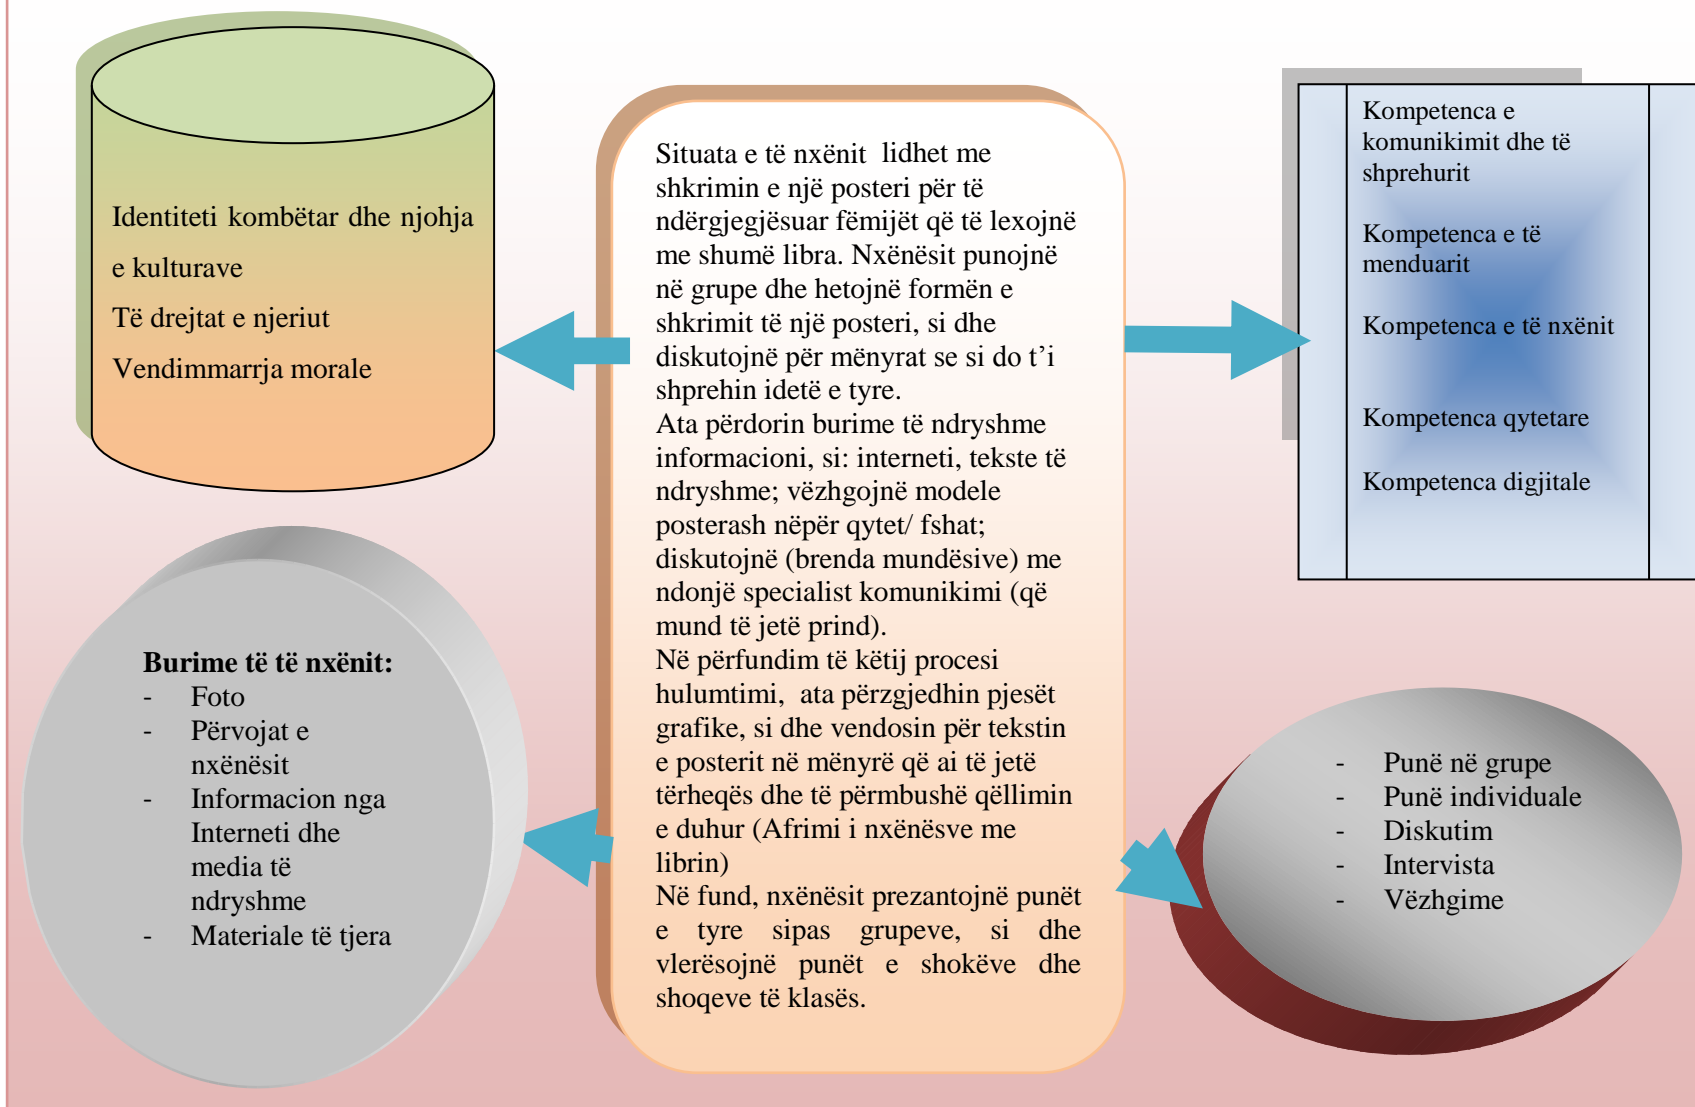 Identiteti kombëtar dhe njohja
e kulturave
Të drejtat e njeriut
Vendimmarrja morale
Situata e të nxënit lidhet me
shkrimin e një posteri për të
ndërgjegjësuar fëmijët që të lexojnë
me shumë libra. Nxënësit punojnë
në grupe dhe hetojnë formën e
shkrimit të një posteri, si dhe
diskutojnë për mënyrat se si do t’i
shprehin idetë e tyre.
Ata përdorin burime të ndryshme
informacioni, si: interneti, tekste të
ndryshme; vëzhgojnë modele
posterash nëpër qytet/ fshat;
diskutojnë (brenda mundësive) me
ndonjë specialist komunikimi (që
mund të jetë prind).
Në përfundim të këtij procesi
hulumtimi, ata përzgjedhin pjesët
grafike, si dhe vendosin për tekstin
e posterit në mënyrë që ai të jetë
tërheqës dhe të përmbushë qëllimin
e duhur (Afrimi i nxënësve me
librin)
Në fund, nxënësit prezantojnë punët
e tyre sipas grupeve, si dhe
vlerësojnë punët e shokëve dhe
shoqeve të klasës.
Kompetenca e
komunikimit dhe të
shprehurit
Kompetenca e të
menduarit
Kompetenca e të nxënit
Kompetenca qytetare
Kompetenca digjitale
Burime të të nxënit:
- Foto
- Përvojat e
nxënësit
- Informacion nga
Interneti dhe
media të
ndryshme
- Materiale të tjera
- Punë në grupe
- Punë individuale
- Diskutim
- Intervista
- Vëzhgime